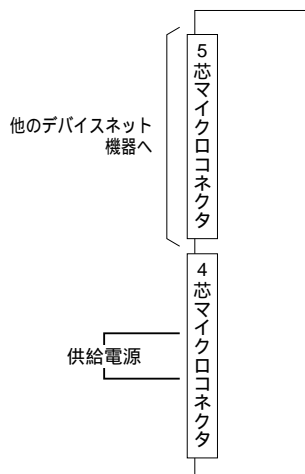 5芯マイクロコネクタ
他のデバイスネット
機器へ
4芯マイクロコネクタ
供給電源